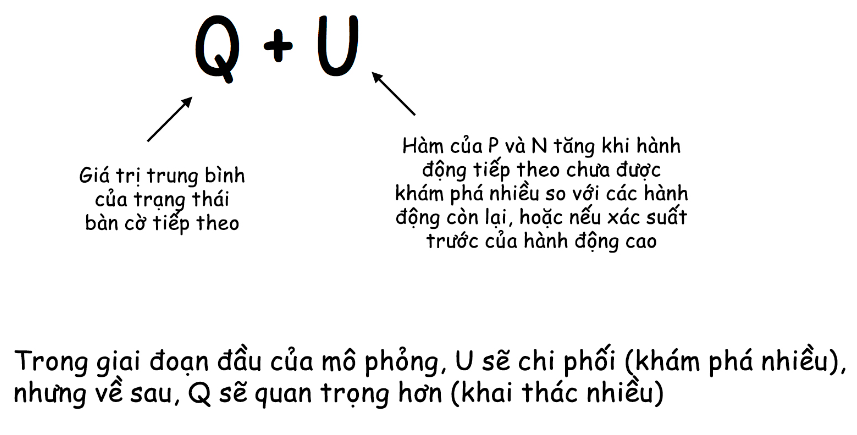 Q + U
Giá trị trung bình
của trạng thái
bàn cờ tiếp theo
Hàm của P và N tăng khi hành
động tiếp theo chưa được
khám phá nhiều so với các hành
động còn lại, hoặc nếu xác suất
trước của hành động cao
Trong giai đoạn đầu của mô phỏng, U sẽ chi phối (khám phá nhiều),
nhưng về sau, Q sẽ quan trọng hơn (khai thác nhiều)